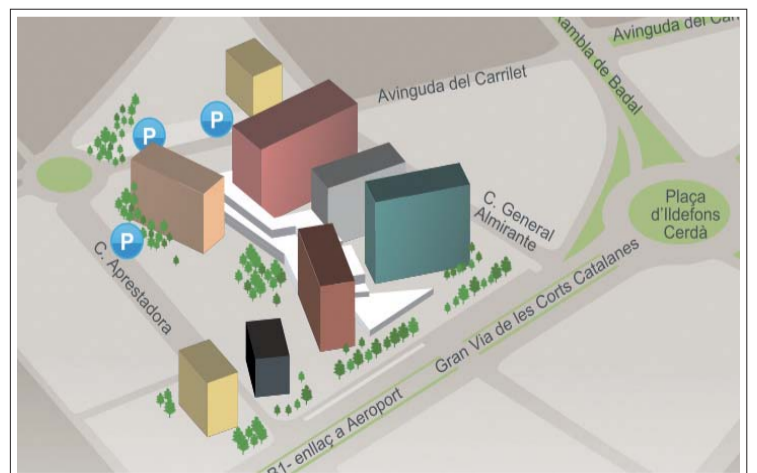 Avinguda del Car
Rambla de Badal
Avinguda del Carrilet
P
P
P
C. General
Almirante
Plaça
d'Ildefons
Cerdà
C. Aprestadora
Gran Via de les Corts Catalanes
B1- enllaç a Aeroport